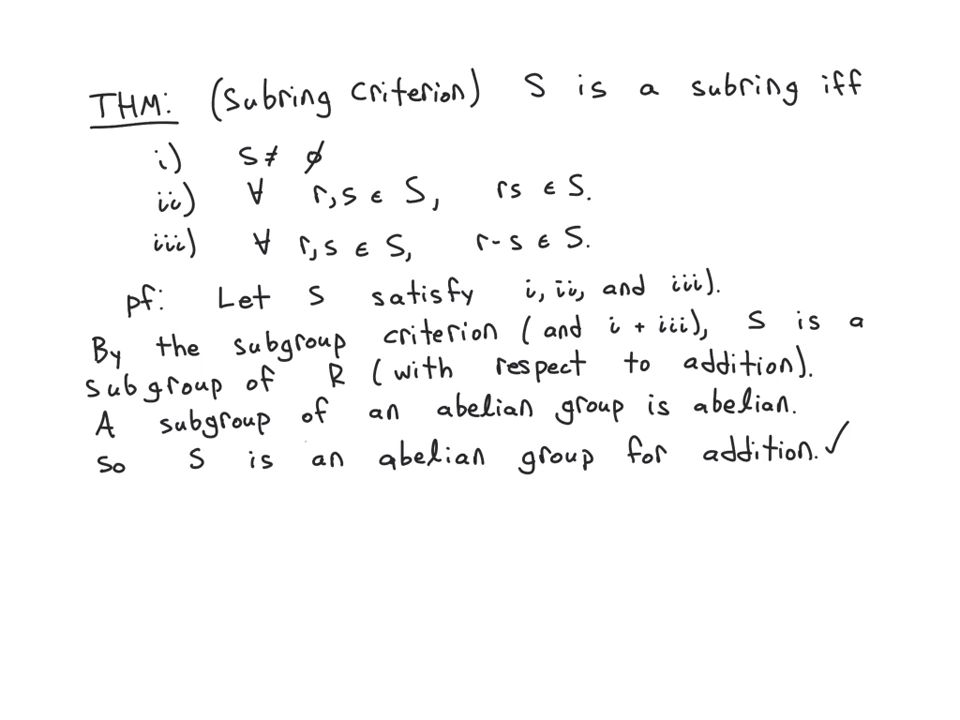 THM: (Subring Criterion) S is a subring iff
i) S ≠ ∅
ii) ∀ r,s ∈ S, rs ∈ S.
iii) ∀ r,s ∈ S, r-s ∈ S.
pf: Let S satisfy i, ii, and iii).
By the subgroup criterion (and i + iii), S is a
subgroup of R (with respect to addition).
A subgroup of an abelian group is abelian.
So S is an abelian group for addition. ✓